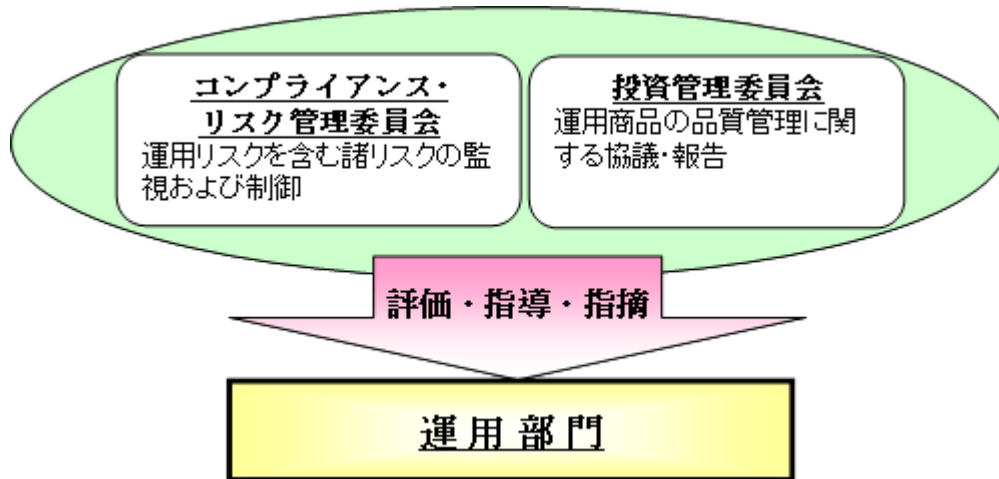 コンプライアンス・
リスク管理委員会
運用リスクを含む諸リスクの監
視および制御
投資管理委員会
運用商品の品質管理に関
する協議・報告
評価・指導・指摘
運用部門